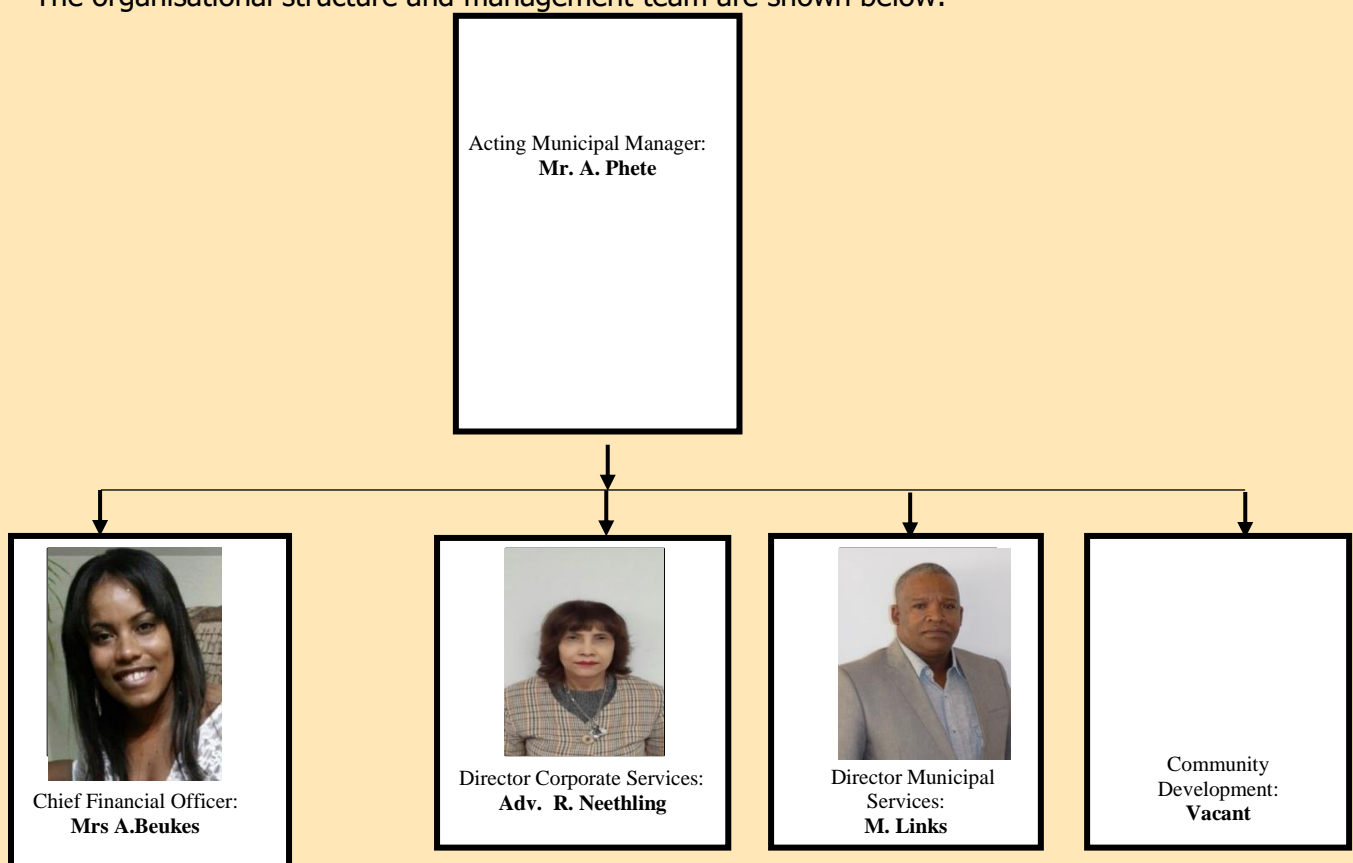 The organisational structure and management team are shown below:
Acting Municipal Manager:
Mr. A. Phete
Chief Financial Officer:
Mrs A.Beukes
Director Corporate Services:
Adv. R. Neethling
Director Municipal
Services:
M. Links
Community
Development:
Vacant